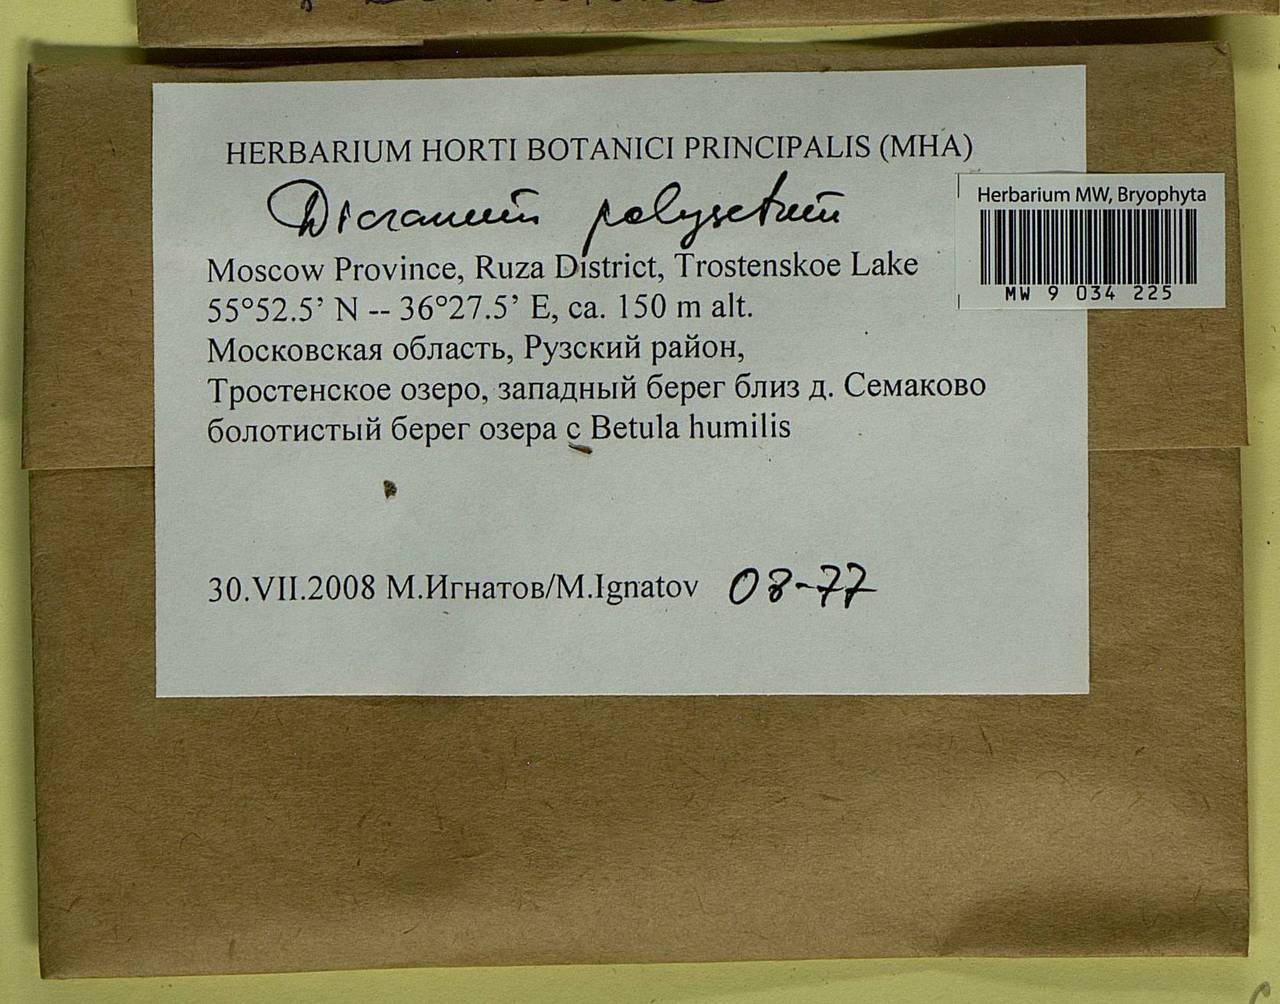 HERBARIUM HORTI BOTANICI PRINCIPALIS (MHA)
Dicranum polysetum
Herbarium MW, Bryophyta
MW 9 034 225
Moscow Province, Ruza District, Trostenskoe Lake
55°52.5' N -- 36°27.5' E, ca. 150 m alt.
Московская область, Рузский район,
Тростенское озеро, западный берег близ д. Семаково
болотистый берег озера с Betula humilis
30.VII.2008 М.Игнатов/M.Ignatov 08-77